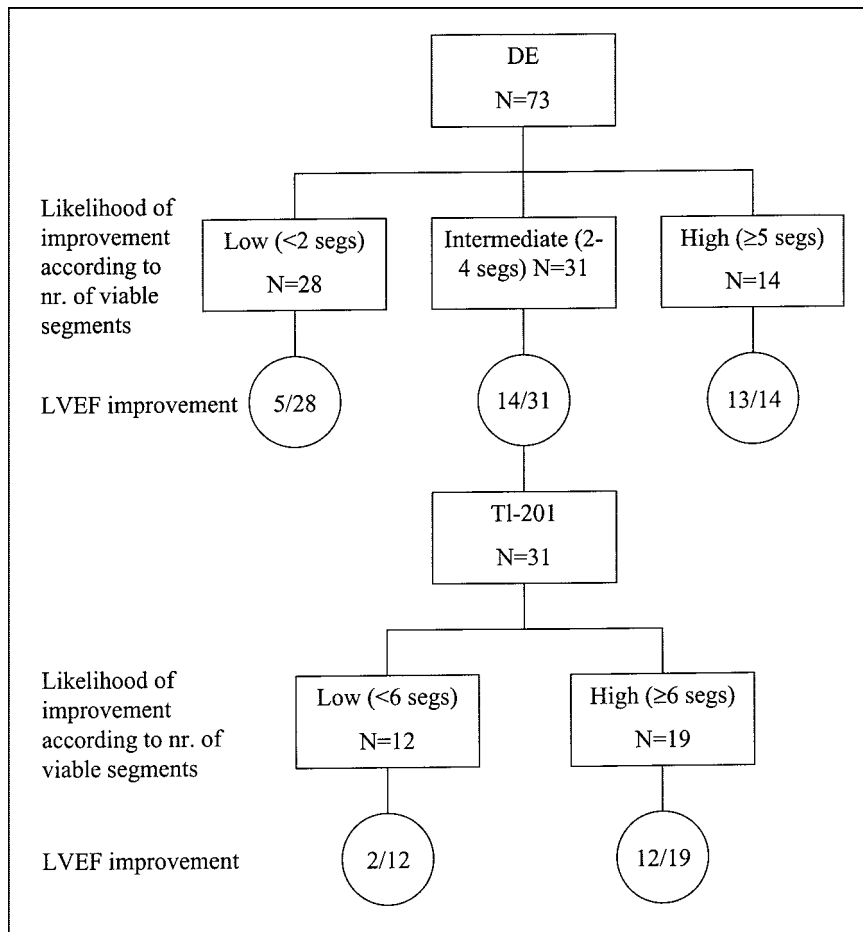 DE
N=73
Likelihood of
improvement
according to
nr. of viable
segments
Low (<2 segs)
N=28
Intermediate (2-
4 segs) N=31
High (≥5 segs)
N=14
LVEF improvement
5/28
14/31
13/14
Tl-201
N=31
Likelihood of
improvement
according to nr. of
viable segments
Low (<6 segs)
N=12
High (≥6 segs)
N=19
LVEF improvement
2/12
12/19